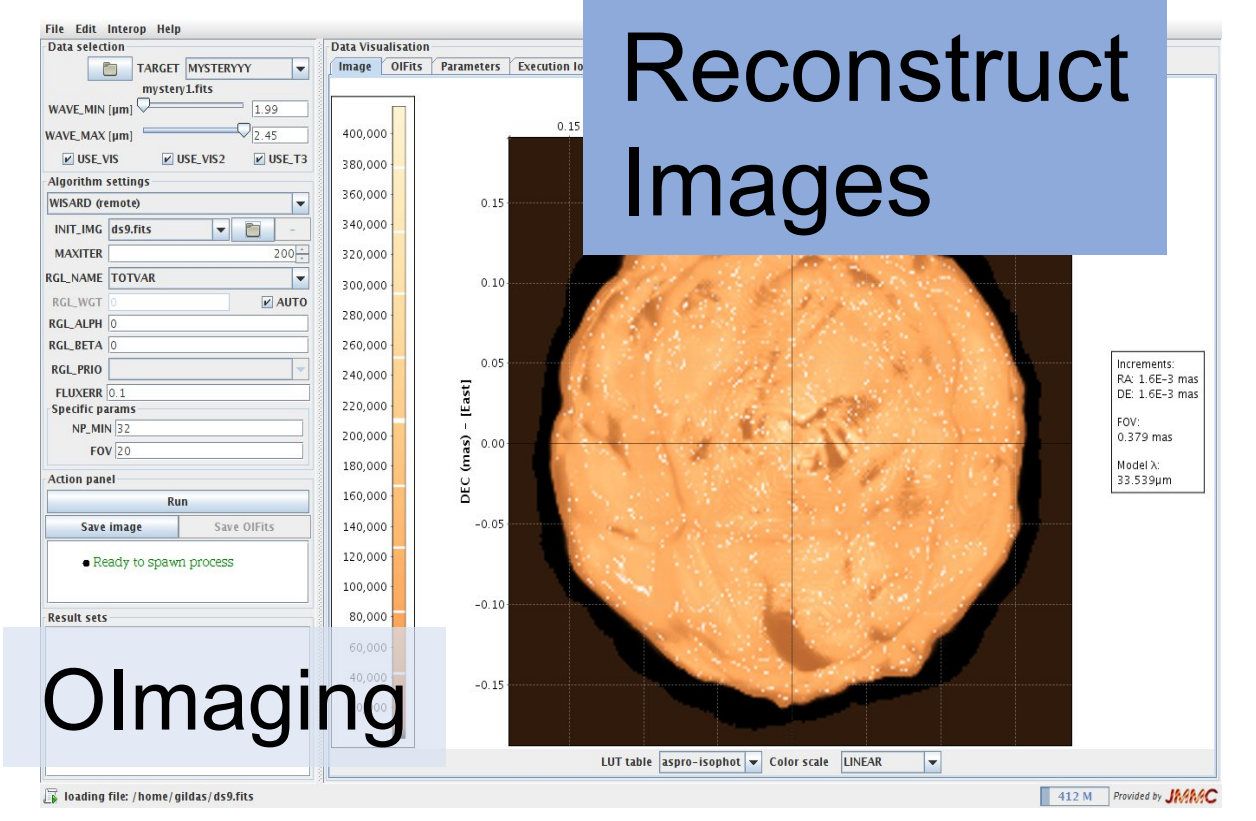 File Edit Interop Help
Data selection
TARGET MYSTERYYY
mystery1.fits
WAVE_MIN [µm] 1.99
WAVE_MAX [µm] 2.45
USE_VIS USE_VIS2 USE_T3
Algorithm settings
WISARD (remote)
INIT_IMG ds9.fits -
MAXITER 200
RGL_NAME TOTVAR
RGL_WGT 0 AUTO
RGL_ALPH 0
RGL_BETA 0
RGL_PRIO
FLUXERR 0.1
Specific params
NP_MIN 32
FOV 20
Action panel
Run
Save image Save OIFits
Ready to spawn process
Result sets
OImaging
Data Visualisation
Image OIFits Parameters Execution lo
Reconstruct
Images
400,000
380,000
360,000
340,000
320,000
300,000
280,000
260,000
240,000
220,000
200,000
180,000
160,000
140,000
120,000
100,000
80,000
60,000
40,000
0.15
DEC (mas) - [East]
0.15
0.10
0.05
0.00
-0.05
-0.10
-0.15
Increments:
RA: 1.6E-3 mas
DE: 1.6E-3 mas
FOV:
0.379 mas
Model λ:
33.539µm
LUT table aspro-isophot Color scale LINEAR
loading file: /home/gildas/ds9.fits
412 M Provided by JMMC